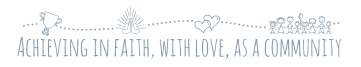 Achieving in faith, with love, as a community